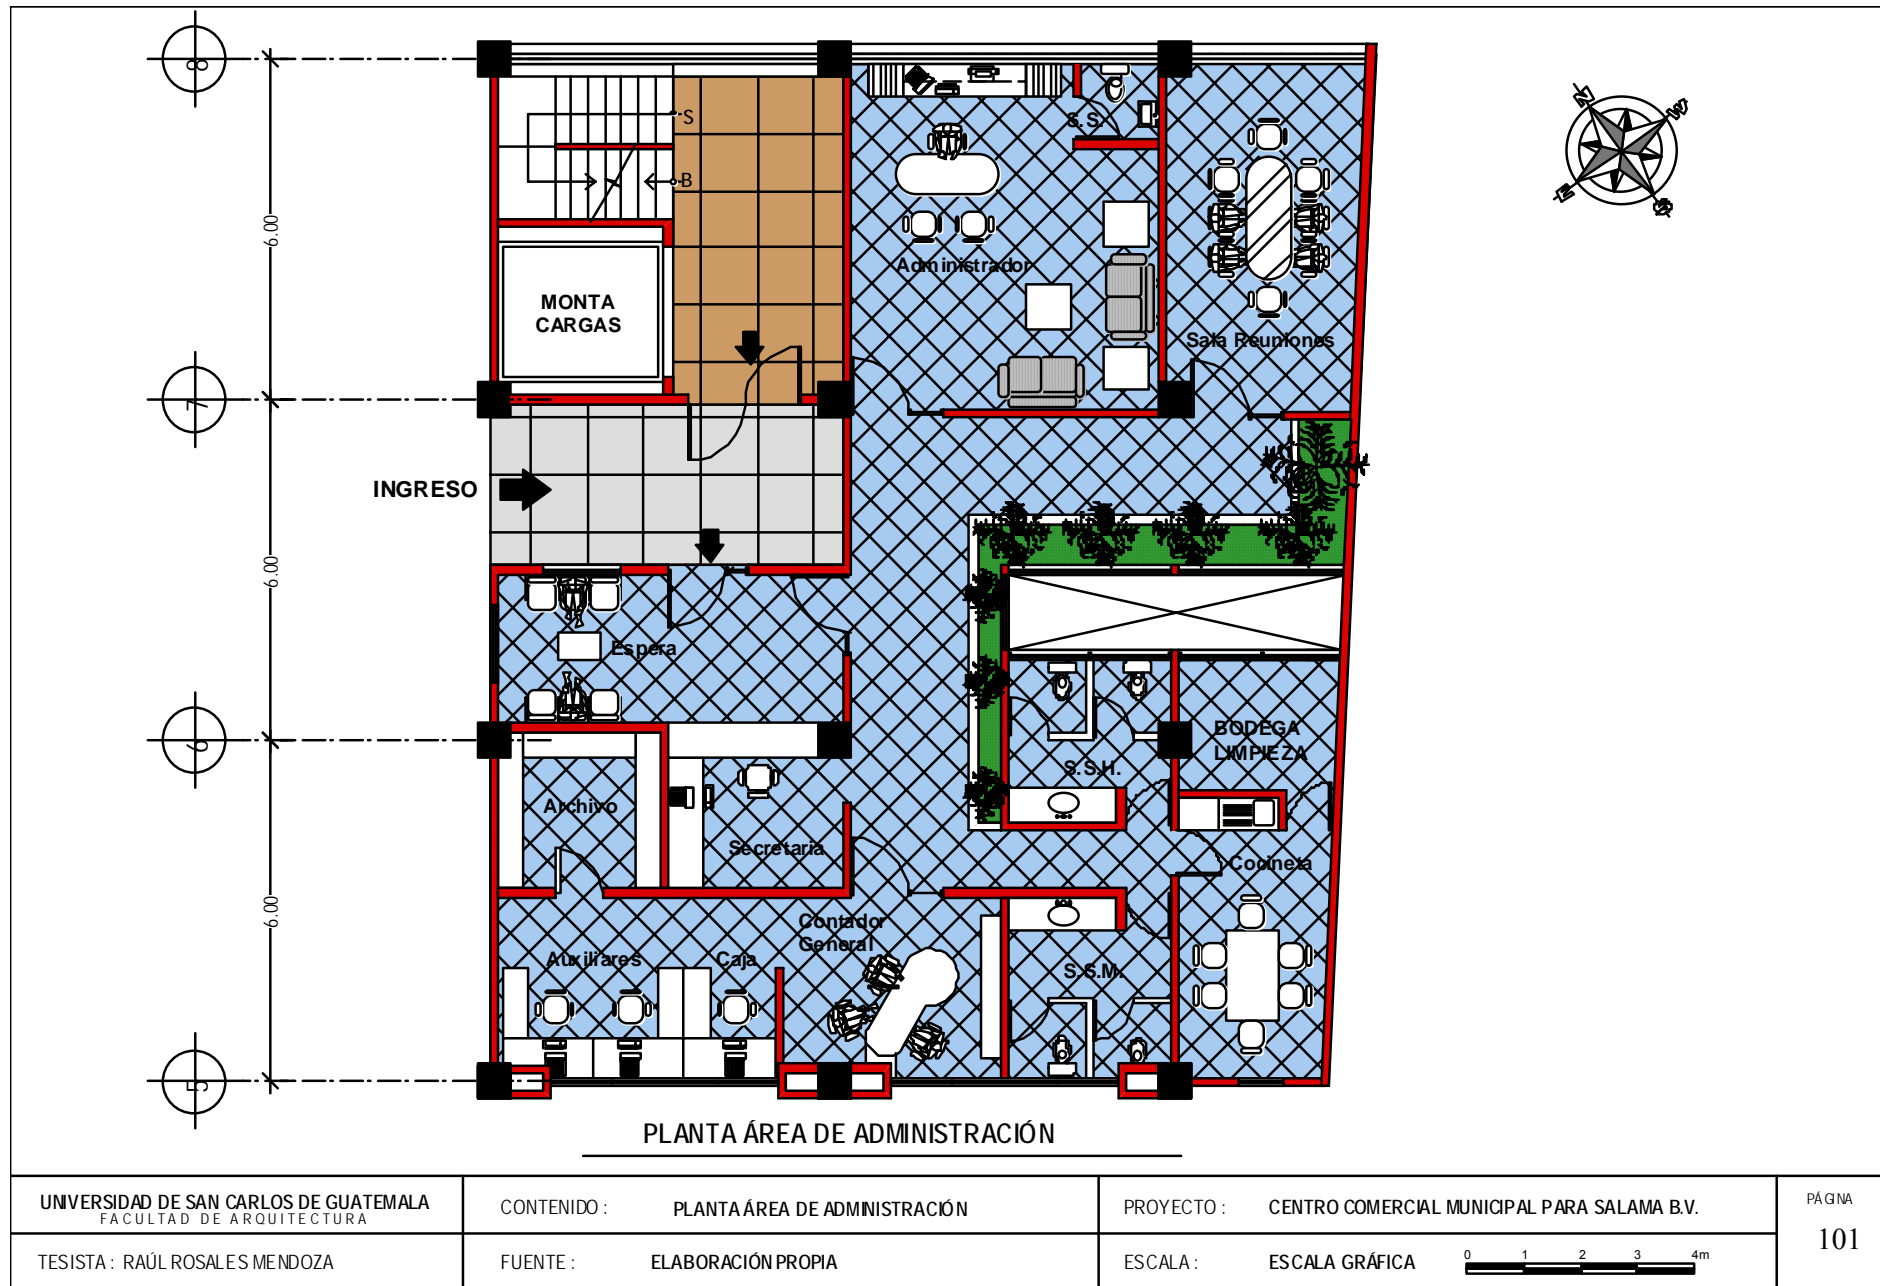 8
7
6
5
6.00
6.00
6.00
S
B
S.S.
N
W
E
Administrador
MONTA
CARGAS
Sala Reuniones
INGRESO
Espera
BODEGA
LIMPIEZA
S.S.H.
Archivo
Secretaria
Cocineta
Contador
General
Auxiliares
Caja
S.S.M.
PLANTA ÁREA DE ADMINISTRACIÓN
UNIVERSIDAD DE SAN CARLOS DE GUATEMALA
FACULTAD DE ARQUITECTURA
TESISTA : RAÚL ROSALES MENDOZA
CONTENIDO : PLANTA ÁREA DE ADMINISTRACIÓN
FUENTE : ELABORACIÓN PROPIA
PROYECTO : CENTRO COMERCIAL MUNICIPAL PARA SALAMA B.V.
ESCALA : ESCALA GRÁFICA 0 1 2 3 4m
PÁGINA
101